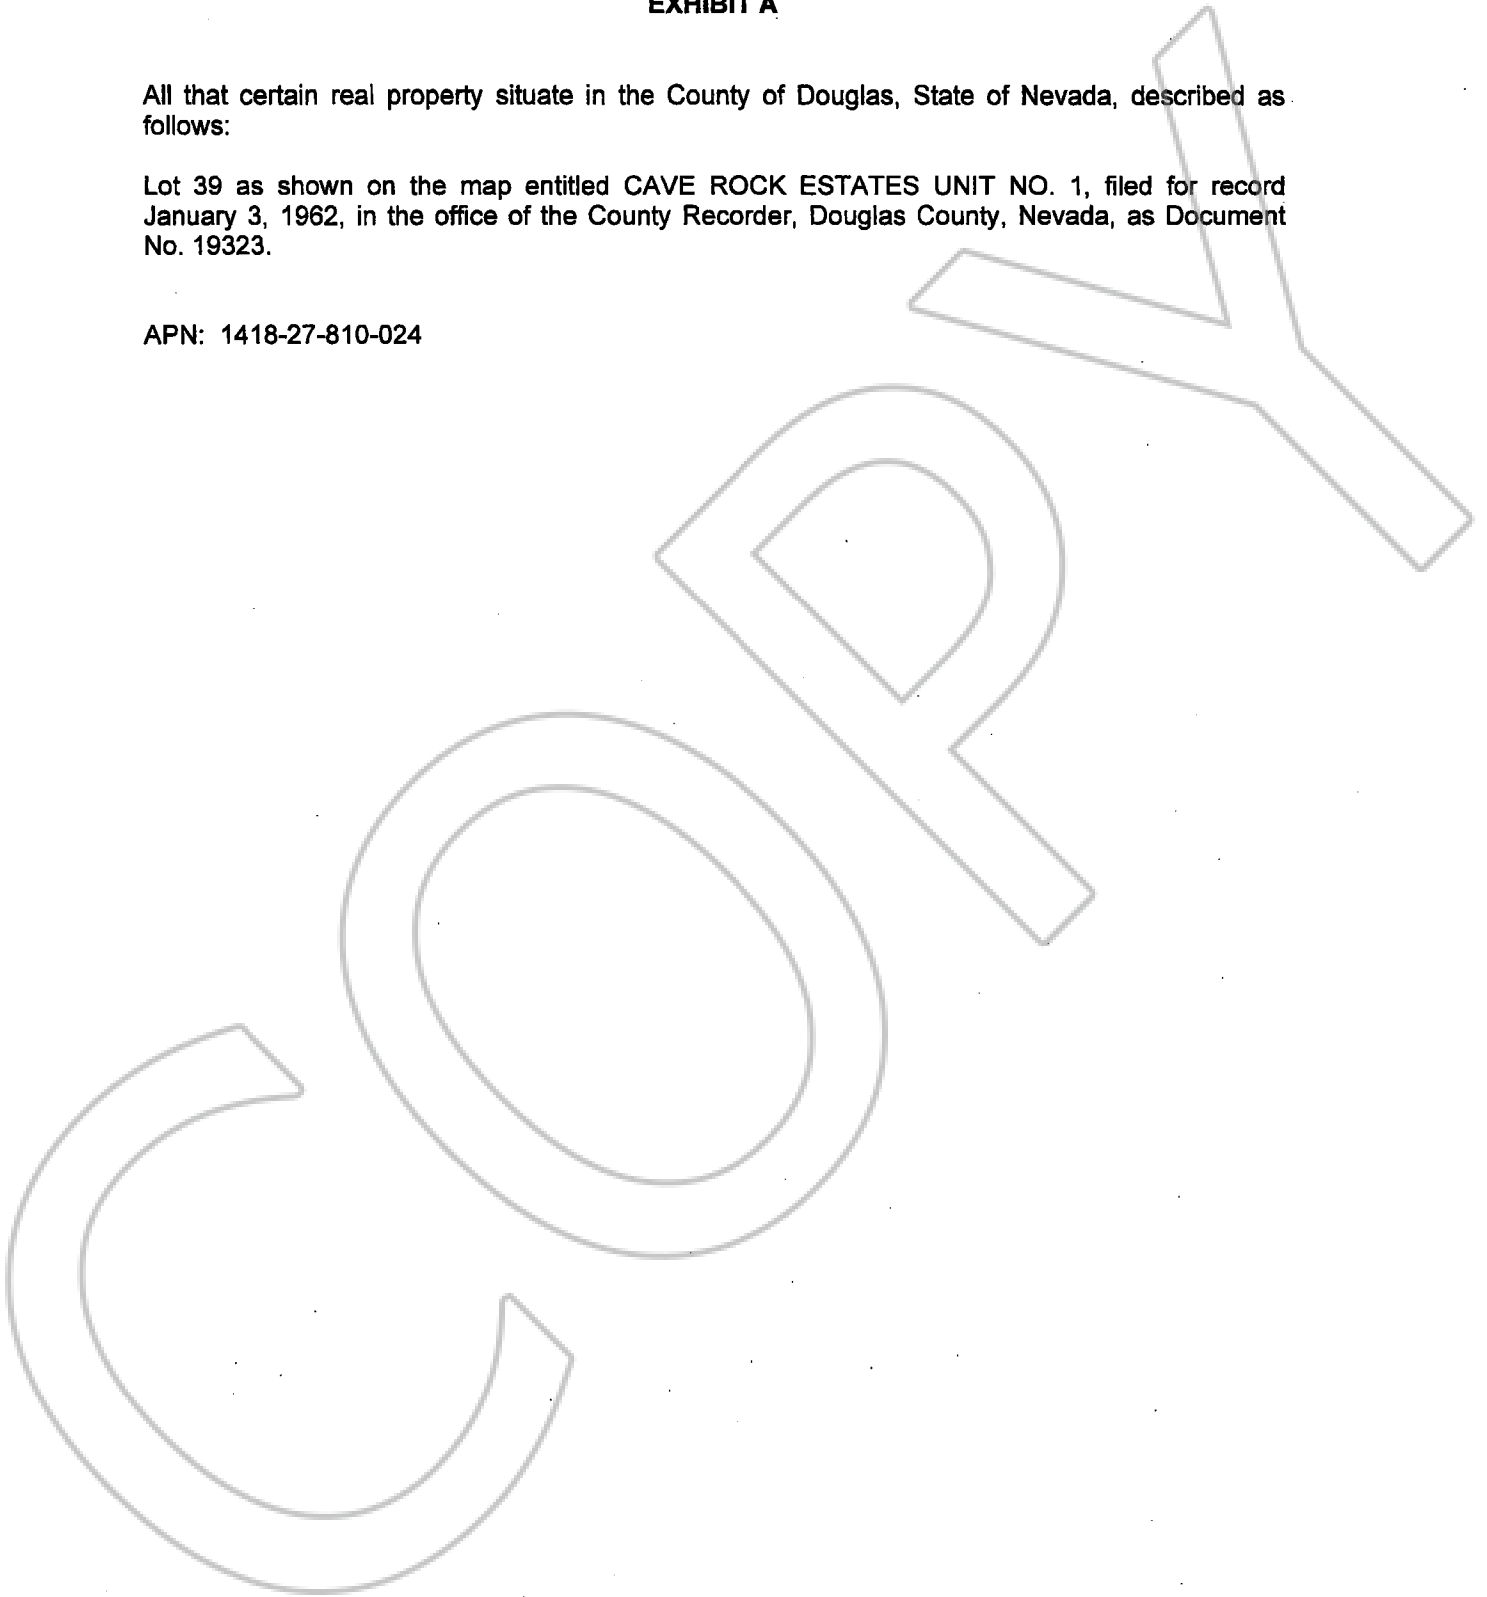 EXHIBIT A
All that certain real property situate in the County of Douglas, State of Nevada, described as
follows:
Lot 39 as shown on the map entitled CAVE ROCK ESTATES UNIT NO. 1, filed for record
January 3, 1962, in the office of the County Recorder, Douglas County, Nevada, as Document
No. 19323.
APN: 1418-27-810-024
COPY